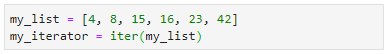 my_list = [4, 8, 15, 16, 23, 42]
my_iterator = iter(my_list)